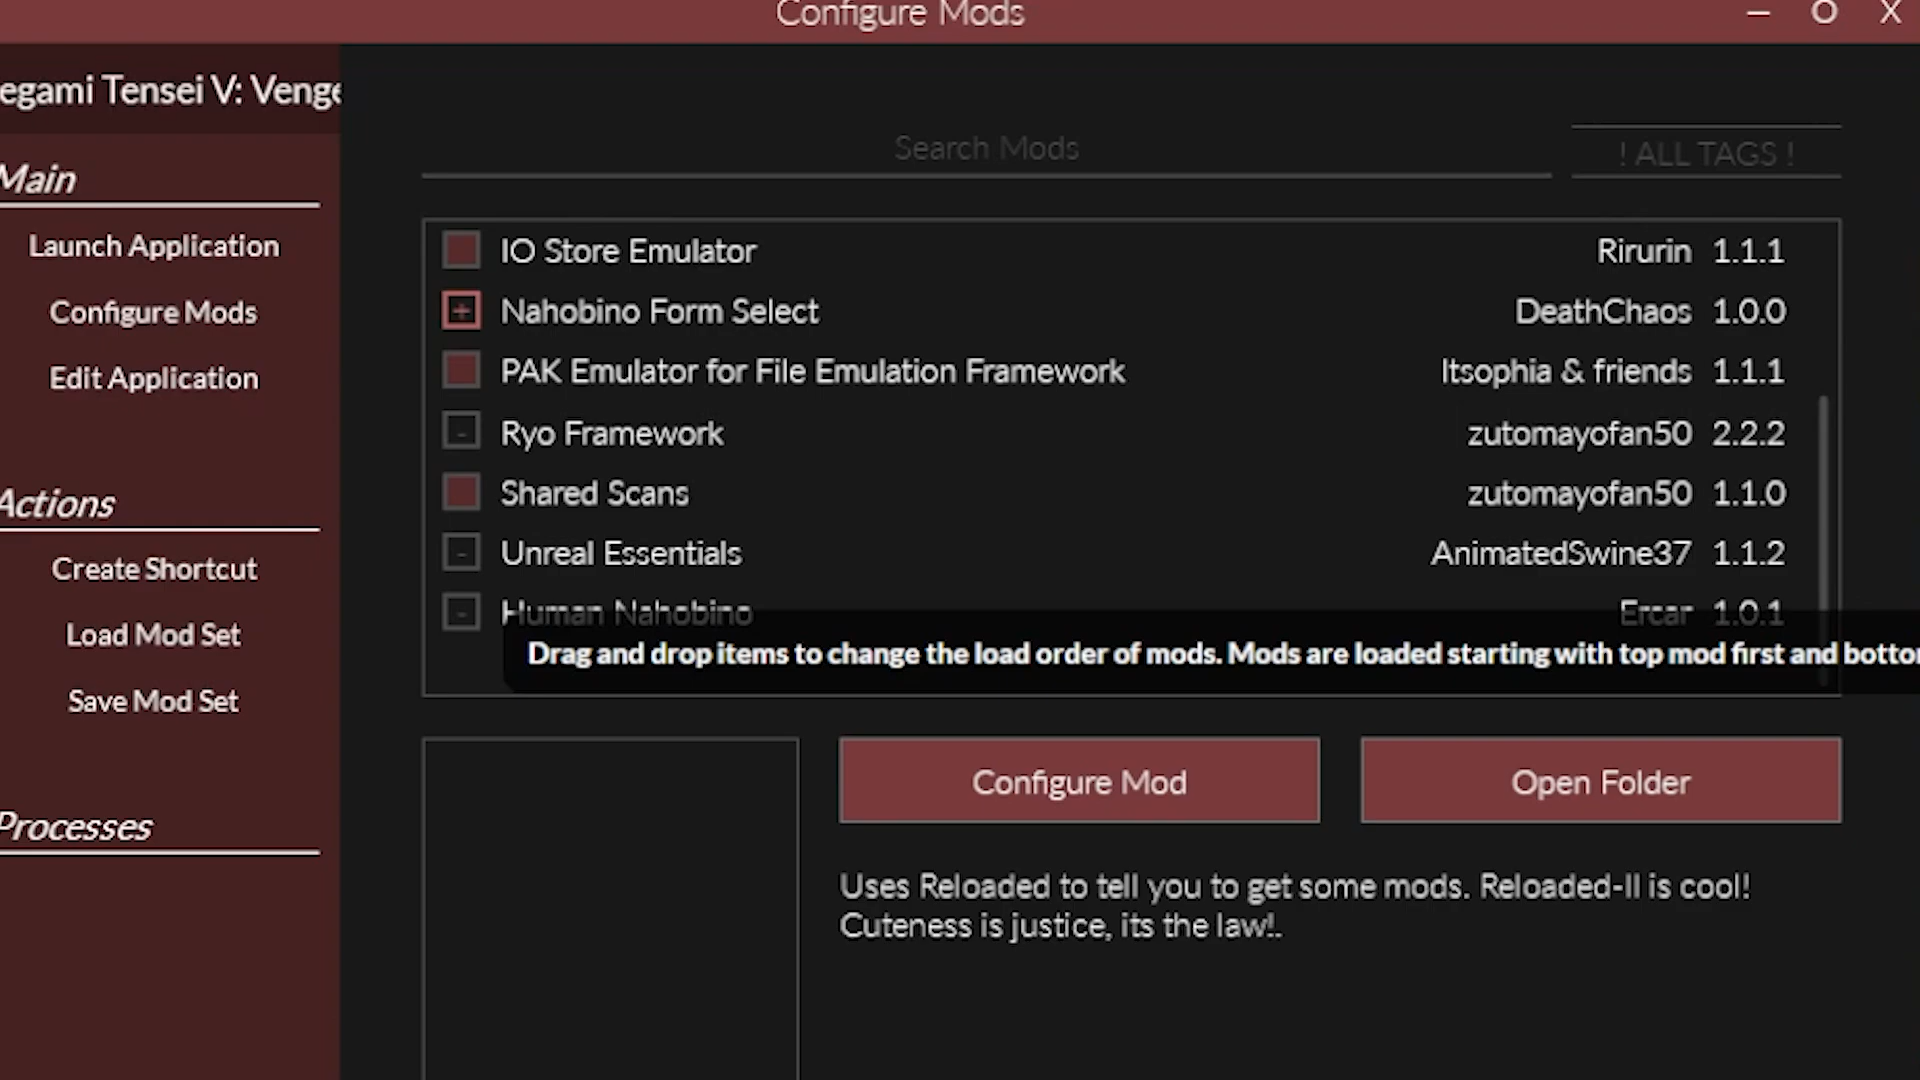 Configure Mods
– O X
egami Tensei V: Venge
Main
Launch Application
Configure Mods
Edit Application
Actions
Create Shortcut
Load Mod Set
Save Mod Set
Processes
Search Mods
! ALL TAGS !
IO Store Emulator Rirurin 1.1.1
+ Nahobino Form Select DeathChaos 1.0.0
PAK Emulator for File Emulation Framework Itsophia & friends 1.1.1
- Ryo Framework zutomayofan50 2.2.2
Shared Scans zutomayofan50 1.1.0
- Unreal Essentials AnimatedSwine37 1.1.2
- Human Nahobino Ercar 1.0.1
Drag and drop items to change the load order of mods. Mods are loaded starting with top mod first and botto
Configure Mod
Open Folder
Uses Reloaded to tell you to get some mods. Reloaded-II is cool!
Cuteness is justice, its the law!.